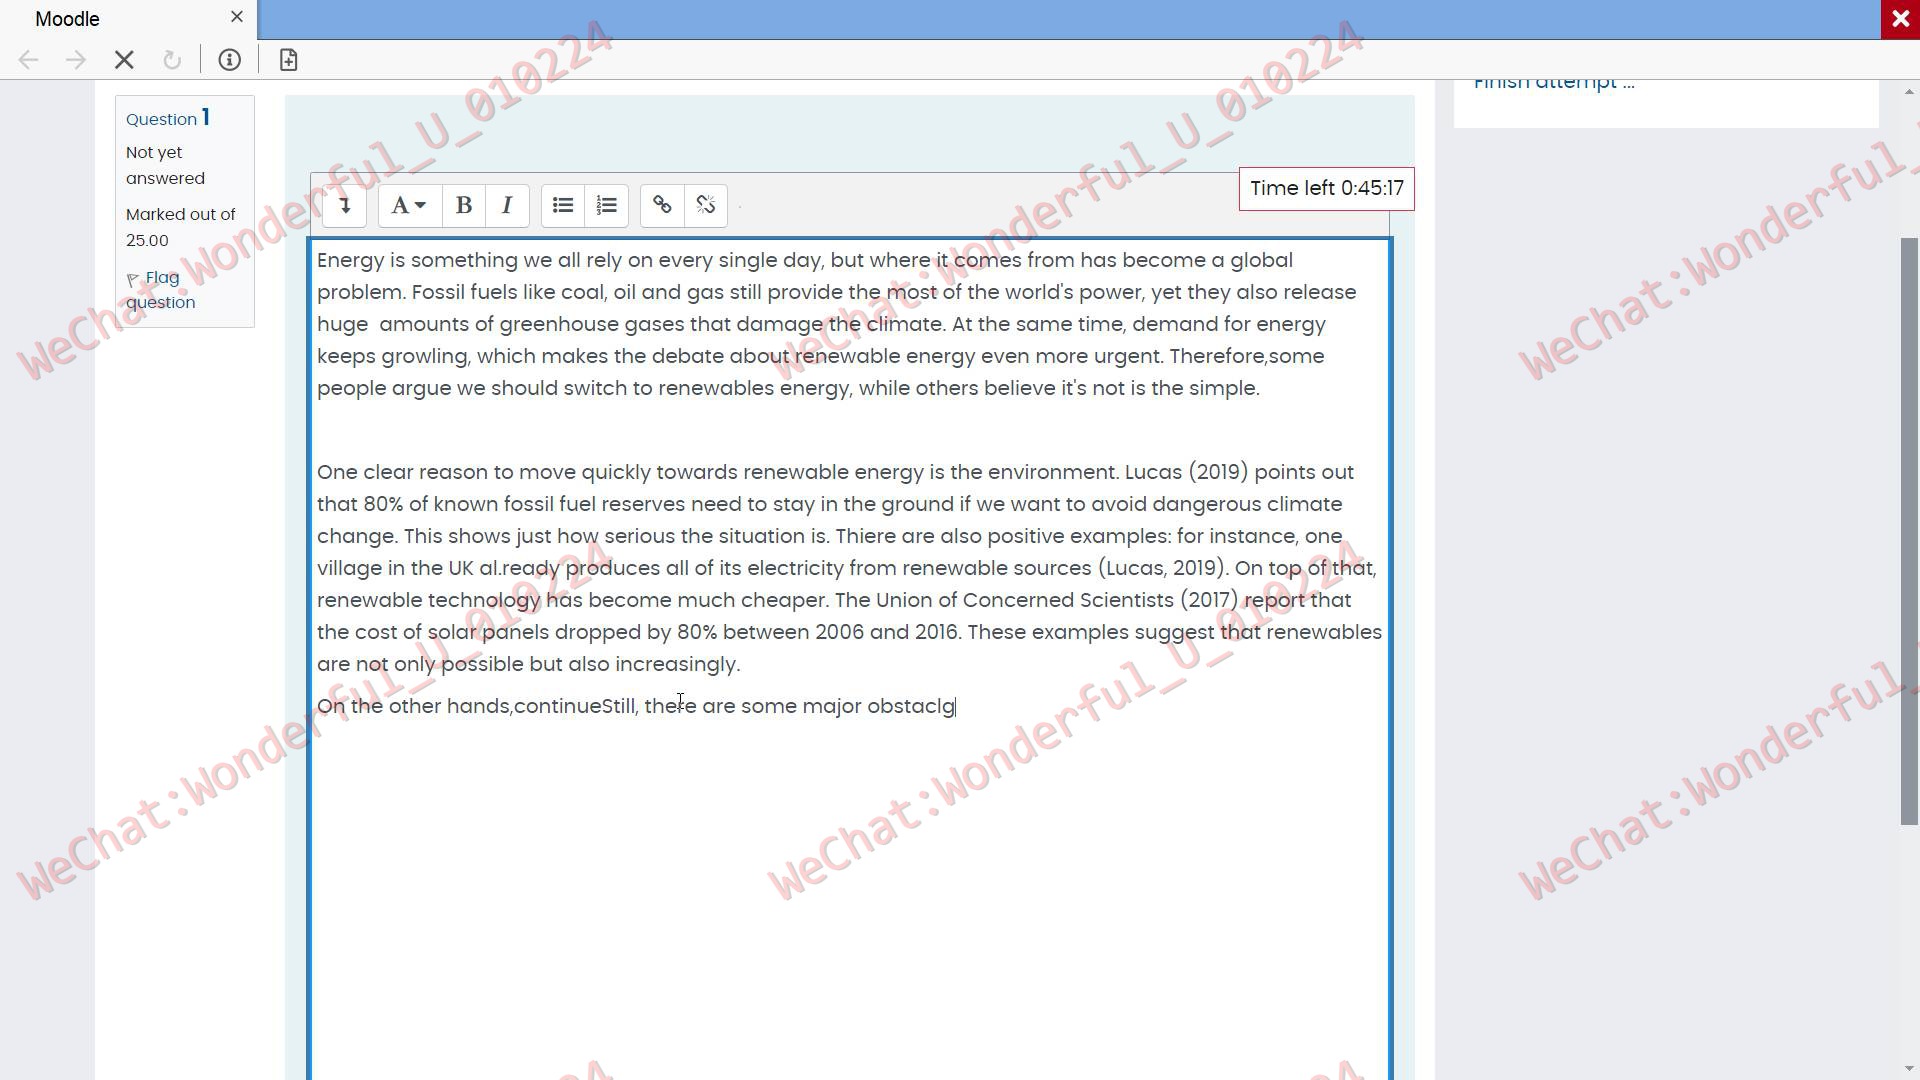 Moodle
Finish attempt ...
Question 1
Not yet
answered
Marked out of
25.00
Flag
question
Time left 0:45:17
Energy is something we all rely on every single day, but where it comes from has become a global
problem. Fossil fuels like coal, oil and gas still provide the most of the world's power, yet they also release
huge  amounts of greenhouse gases that damage the climate. At the same time, demand for energy
keeps growling, which makes the debate about renewable energy even more urgent. Therefore,some
people argue we should switch to renewables energy, while others believe it's not is the simple.
One clear reason to move quickly towards renewable energy is the environment. Lucas (2019) points out
that 80% of known fossil fuel reserves need to stay in the ground if we want to avoid dangerous climate
change. This shows just how serious the situation is. Thiere are also positive examples: for instance, one
village in the UK al.ready produces all of its electricity from renewable sources (Lucas, 2019). On top of that,
renewable technology has become much cheaper. The Union of Concerned Scientists (2017) report that
the cost of solar panels dropped by 80% between 2006 and 2016. These examples suggest that renewables
are not only possible but also increasingly.
On the other hands,continueStill, there are some major obstaclg
WeChat:Wonderful_U_010224
WeChat:Wonderful_U_010224
WeChat:Wonderful_
WeChat:Wonderful_U_010224
WeChat:Wonderful_U_010224
WeChat:Wonderful_